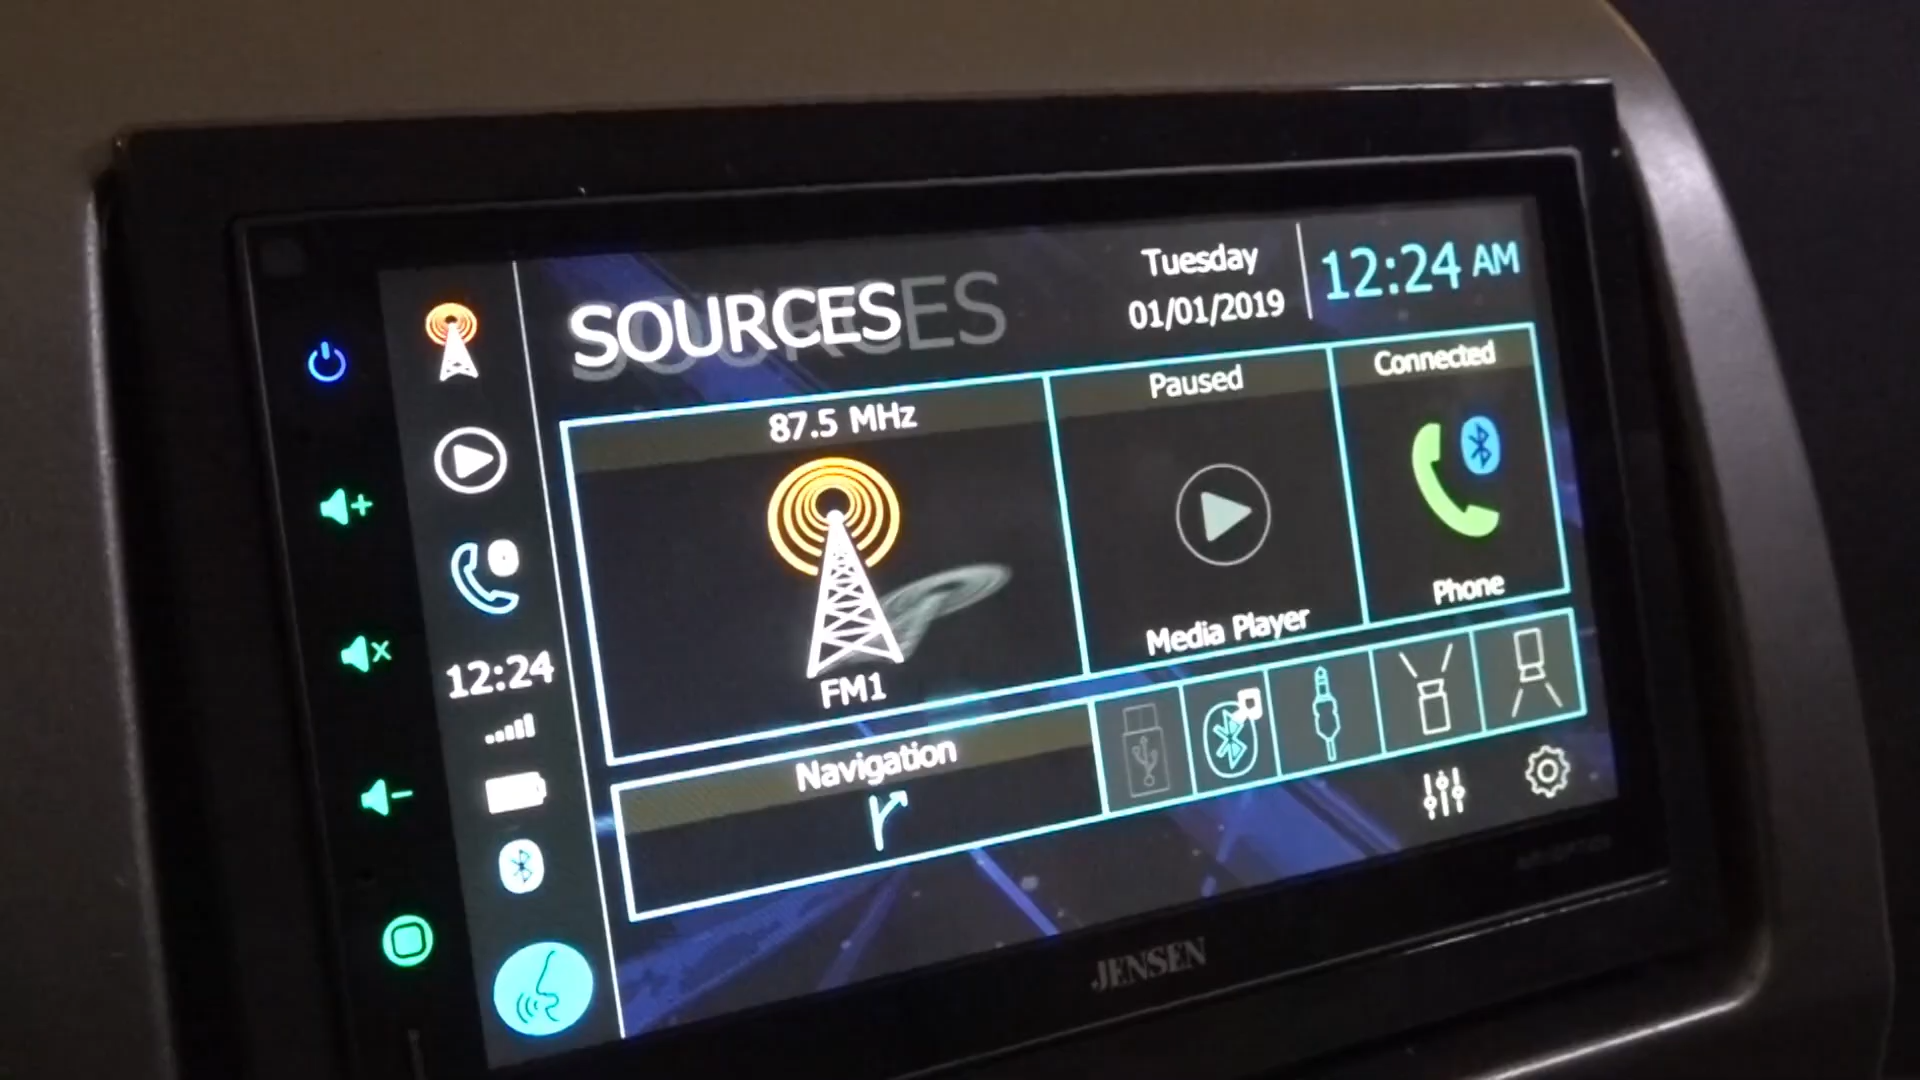 SOURCES
Tuesday
01/01/2019
12:24 AM
87.5 MHz
FM1
Paused
Media Player
Connected
Phone
12:24
Navigation
JENSEN